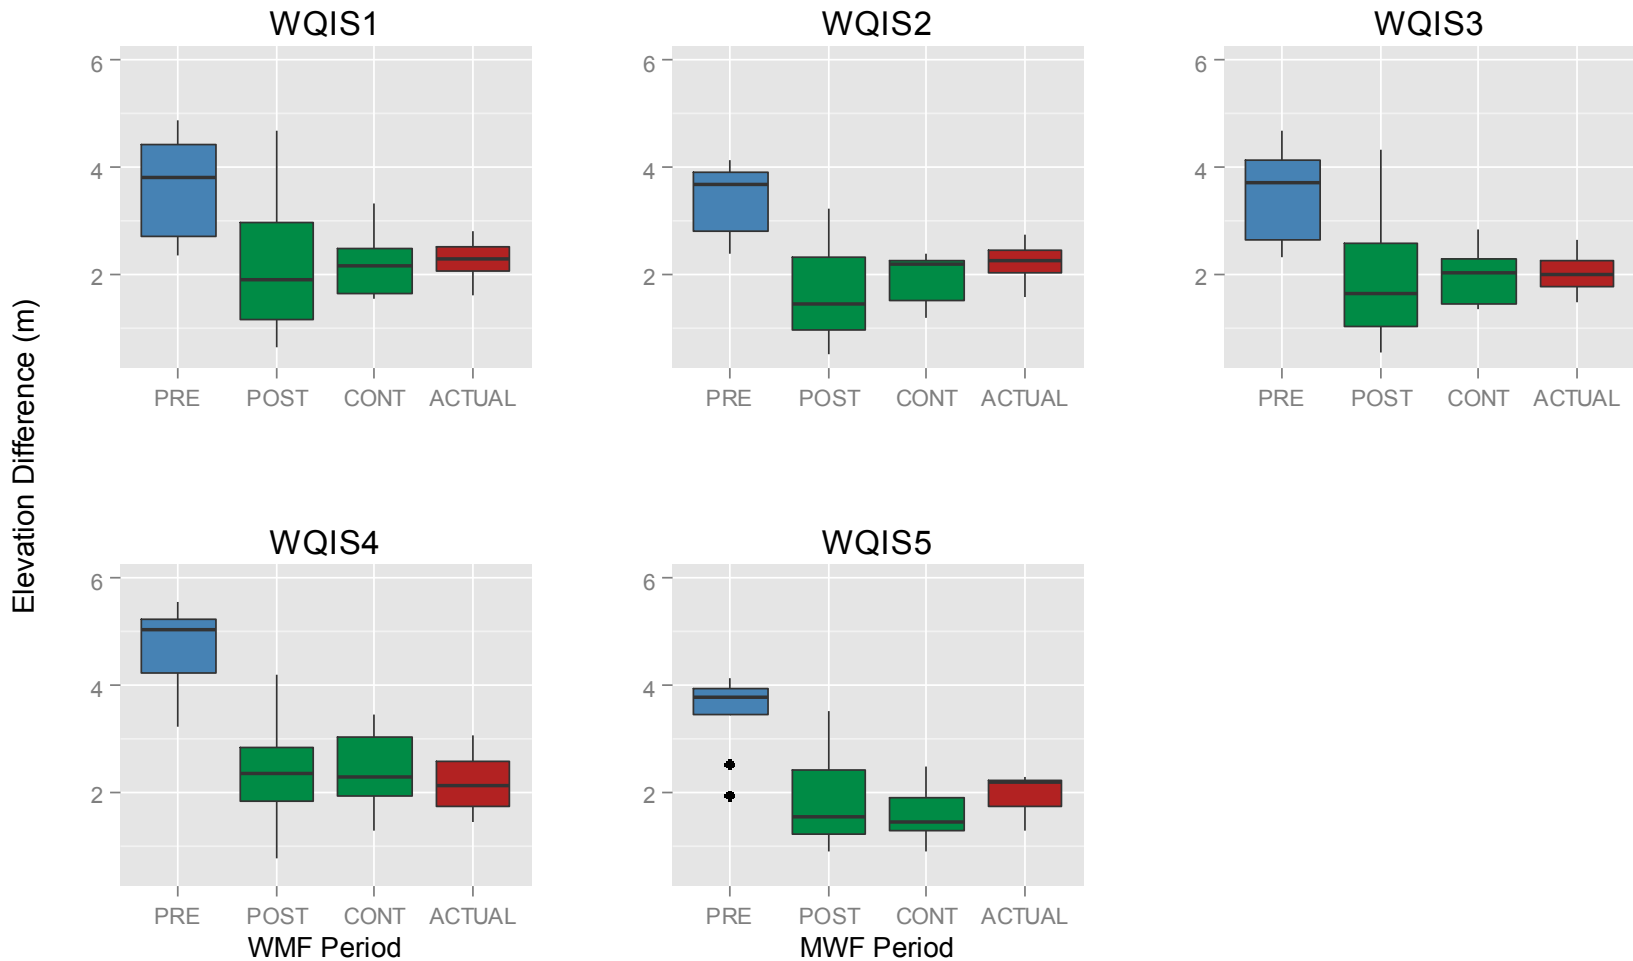 WQIS1
6
4
2
PRE POST CONT ACTUAL
WQIS2
6
4
2
PRE POST CONT ACTUAL
WQIS3
6
4
2
PRE POST CONT ACTUAL
Elevation Difference (m)
WQIS4
6
4
2
PRE POST CONT ACTUAL
WMF Period
WQIS5
6
4
2
PRE POST CONT ACTUAL
MWF Period